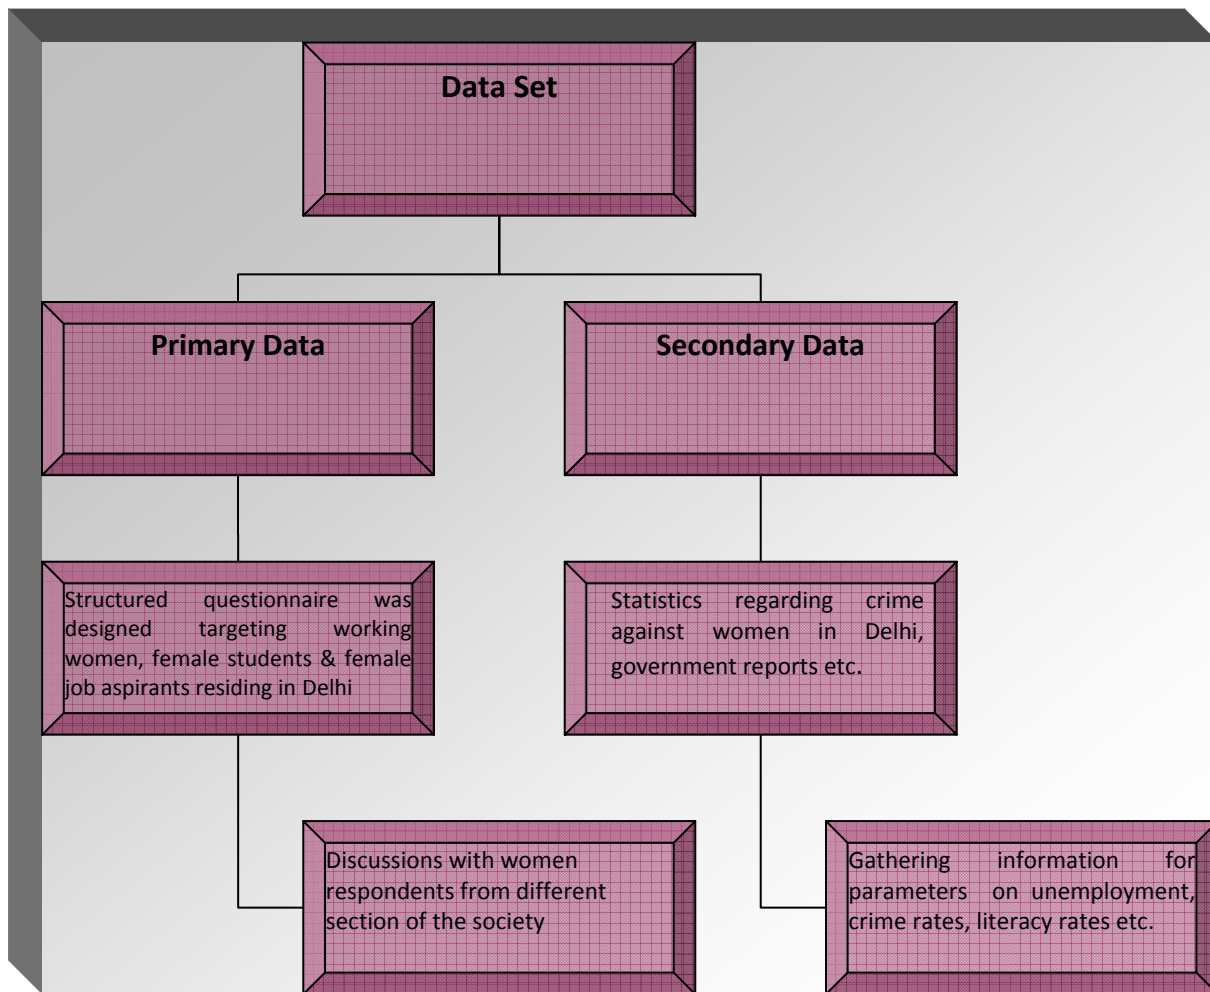 Data Set
Primary Data
Secondary Data
Structured questionnaire was
designed targeting working
women, female students & female
job aspirants residing in Delhi
Statistics regarding crime
against women in Delhi,
government reports etc.
Discussions with women
respondents from different
section of the society
Gathering information for
parameters on unemployment,
crime rates, literacy rates etc.